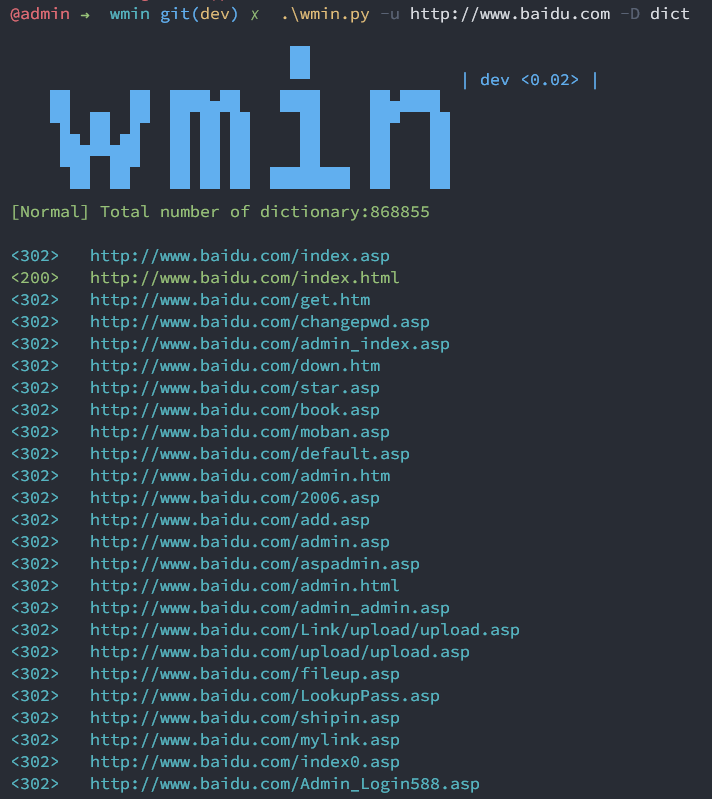 @admin → wmin git(dev) ✗ .\wmin.py -u http://www.baidu.com -D dict
wmin
| dev <0.02> |
[Normal] Total number of dictionary:868855
<302> http://www.baidu.com/index.asp
<200> http://www.baidu.com/index.html
<302> http://www.baidu.com/get.htm
<302> http://www.baidu.com/changepwd.asp
<302> http://www.baidu.com/admin_index.asp
<302> http://www.baidu.com/down.htm
<302> http://www.baidu.com/star.asp
<302> http://www.baidu.com/book.asp
<302> http://www.baidu.com/moban.asp
<302> http://www.baidu.com/default.asp
<302> http://www.baidu.com/admin.htm
<302> http://www.baidu.com/2006.asp
<302> http://www.baidu.com/add.asp
<302> http://www.baidu.com/admin.asp
<302> http://www.baidu.com/aspadmin.asp
<302> http://www.baidu.com/admin.html
<302> http://www.baidu.com/admin_admin.asp
<302> http://www.baidu.com/Link/upload/upload.asp
<302> http://www.baidu.com/upload/upload.asp
<302> http://www.baidu.com/fileup.asp
<302> http://www.baidu.com/LookupPass.asp
<302> http://www.baidu.com/shipin.asp
<302> http://www.baidu.com/mylink.asp
<302> http://www.baidu.com/index0.asp
<302> http://www.baidu.com/Admin_Login588.asp